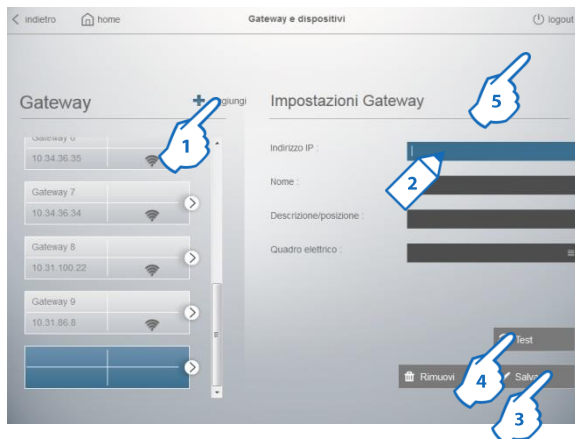 indietro
home
Gateway e dispositivi
logout
Gateway
giungi
Impostazioni Gateway
5
1
10.34.36.35
Gateway 7
10.34.36.34
Gateway 8
10.31.100.22
Gateway 9
10.31.86.8
Indirizzo IP :
2
Nome :
Descrizione/posizione :
Quadro elettrico :
Test
Rimuovi
4
Salva
3